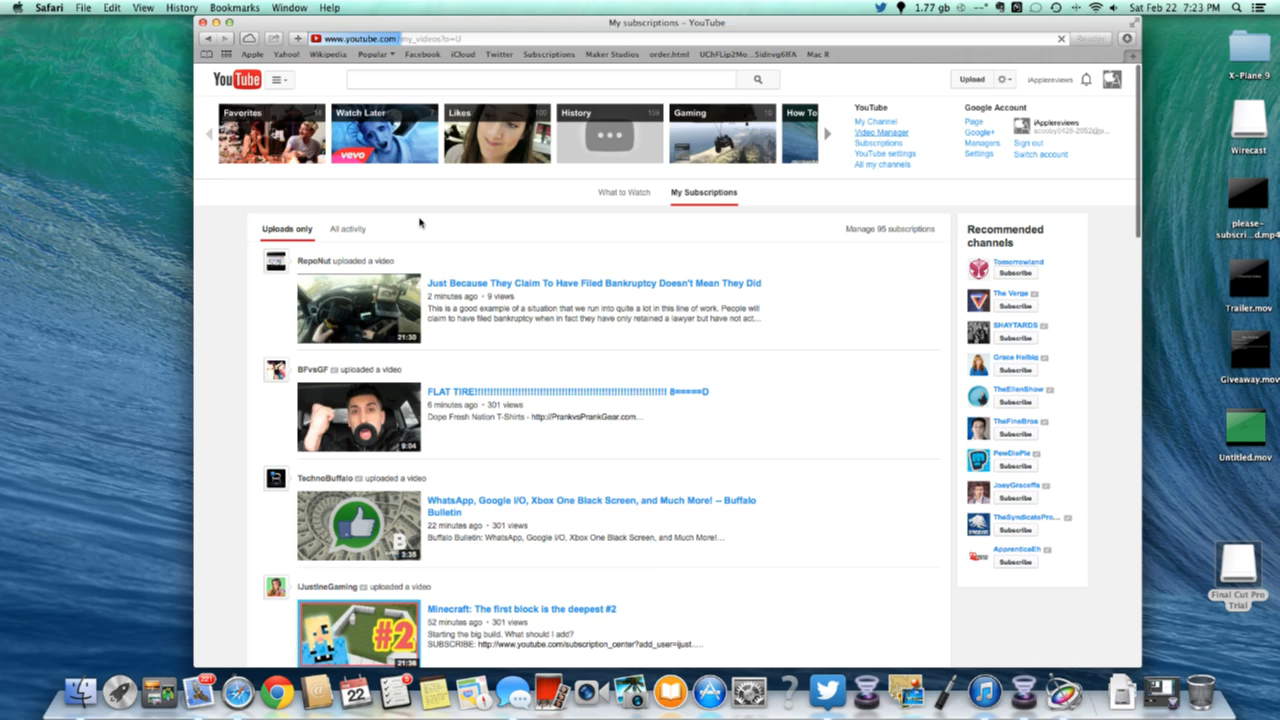 Safari File Edit View History Bookmarks Window Help 1.77 gb Sat Feb 22 7:23 PM
My subscriptions – YouTube
www.youtube.com/my_videos?o=U Reader
Apple Yahoo! Wikipedia Popular Facebook iCloud Twitter Subscriptions Maker Studios order.html Mac R
YouTube Upload iApplereviews
Favorites 14 Watch Later 7 Likes 100 History 159 Gaming 10 How To
YouTube
My Channel
Video Manager
Subscriptions
YouTube settings
All my channels
Google Account
Page
Google+
Managers
Settings
iApplereviews
Sign out
Switch account
What to Watch My Subscriptions
Uploads only All activity Manage 95 subscriptions
RepoNut uploaded a video
Just Because They Claim To Have Filed Bankruptcy Doesn't Mean They Did
2 minutes ago • 9 views
This is a good example of a situation that we run into quite a lot in this line of work. People will
claim to have filed bankruptcy when in fact they have only retained a lawyer but have not act...
21:30
BFvsGF uploaded a video
6 minutes ago • 301 views
Dope Fresh Nation T-Shirts - http://PrankvsPrankGear.com...
9:04
TechnoBuffalo uploaded a video
WhatsApp, Google I/O, Xbox One Black Screen, and Much More! – Buffalo
Bulletin
22 minutes ago • 301 views
Buffalo Bulletin: WhatsApp, Google I/O, Xbox One Black Screen, and Much More!...
3:35
iJustineGaming uploaded a video
Minecraft: The first block is the deepest #2
52 minutes ago • 301 views
Starting the big build. What should I add?
SUBSCRIBE: http://www.youtube.com/subscription_center?add_user=ijust.....
#2
21:36
Recommended
channels
Tomorrowland
Subscribe
The Verge
Subscribe
SHAYTARDS
Subscribe
Grace Helbig
Subscribe
TheEllenShow
Subscribe
TheFineBros
Subscribe
PewDiePie
Subscribe
JoeyGraceffa
Subscribe
TheSyndicatePro...
Subscribe
ApprenticeEh
Subscribe
X-Plane 9
Wirecast
please-
subscri...d.mp4
Trailer.mov
Giveaway.mov
Untitled.mov
Final Cut Pro
Trial
221
22